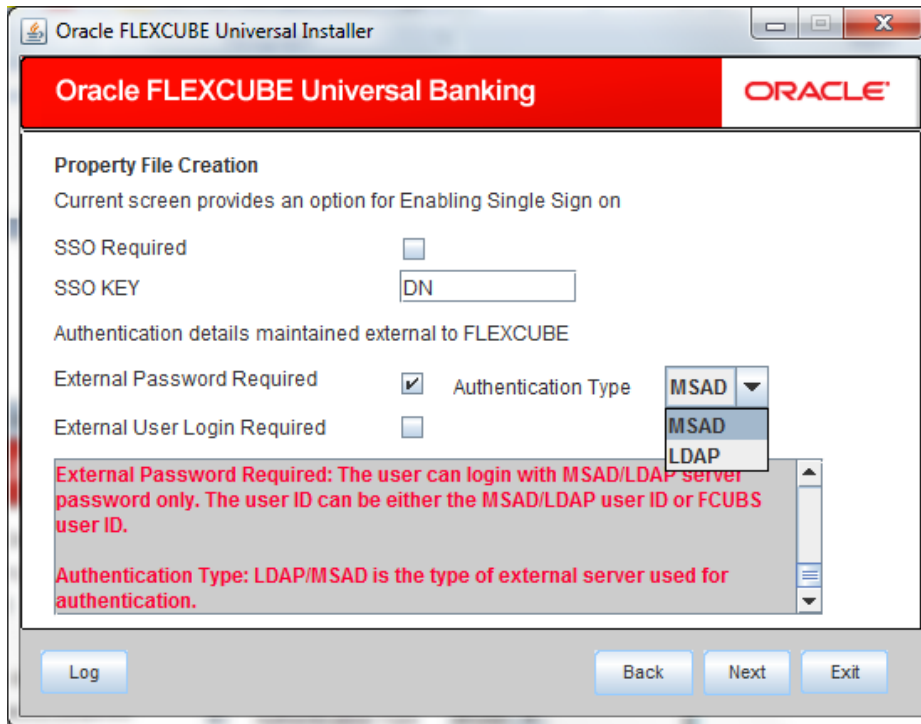 Oracle FLEXCUBE Universal Installer
Oracle FLEXCUBE Universal Banking
ORACLE
Property File Creation
Current screen provides an option for Enabling Single Sign on
SSO Required
SSO KEY DN
Authentication details maintained external to FLEXCUBE
External Password Required Authentication Type MSAD
External User Login Required MSAD
LDAP
External Password Required: The user can login with MSAD/LDAP server
password only. The user ID can be either the MSAD/LDAP user ID or FCUBS
user ID.
Authentication Type: LDAP/MSAD is the type of external server used for
authentication.
Log Back Next Exit